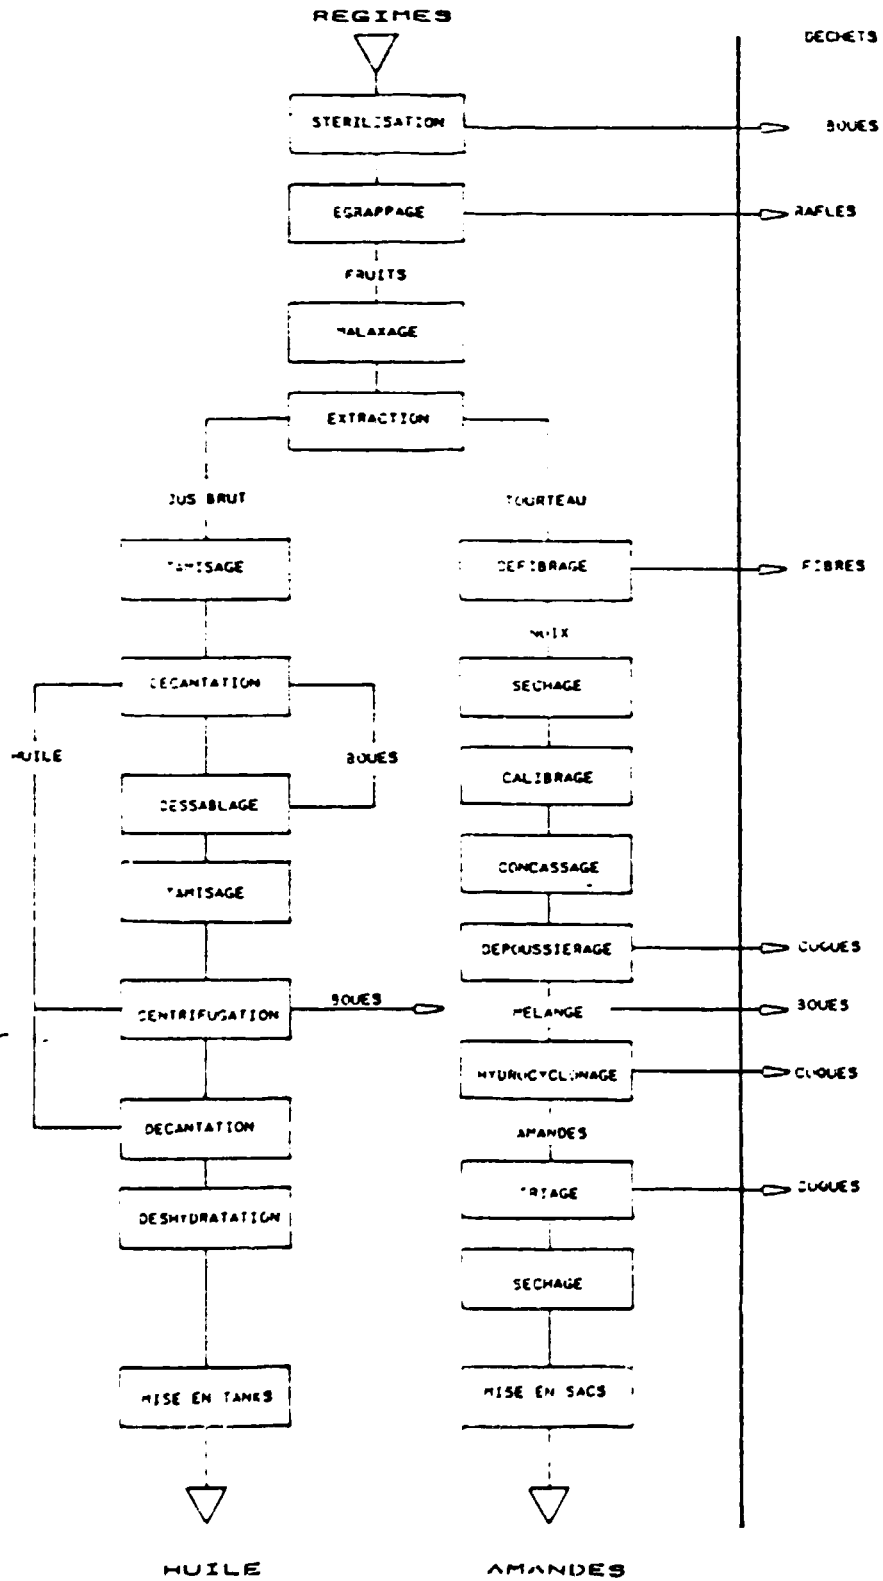 REGIMES
DECHETS
STERILISATION
BOUES
EGRAPPAGE
RAFLES
FRUITS
MALAXAGE
EXTRACTION
JUS BRUT
TOURTEAU
TAMISAGE
DEFIBRAGE
FIBRES
NOIX
DECANTATION
SECHAGE
HUILE
BOUES
CALIBRAGE
DESSABLAGE
CONCASSAGE
TAMISAGE
DEPOUSSIERAGE
COQUES
CENTRIFUGATION
BOUES
MELANGE
BOUES
HYDROCYCLONAGE
COQUES
DECANTATION
AMANDES
TRIAGE
COQUES
DESHYDRATATION
SECHAGE
MISE EN TANKS
MISE EN SACS
HUILE
AMANDES